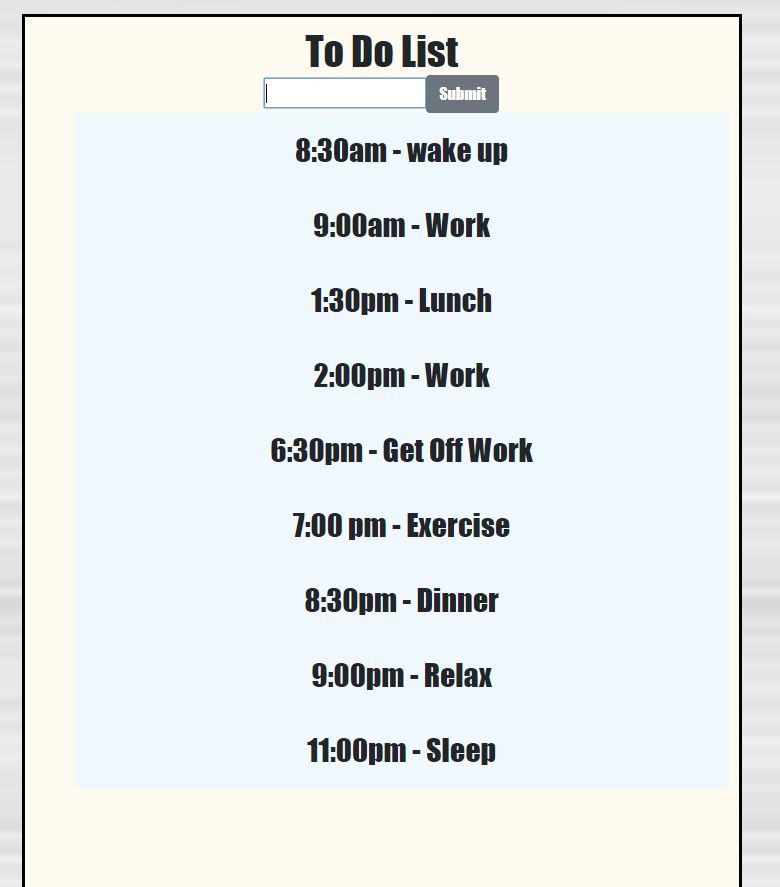 To Do List
Submit
8:30am - wake up
9:00am - Work
1:30pm - Lunch
2:00pm - Work
6:30pm - Get Off Work
7:00 pm - Exercise
8:30pm - Dinner
9:00pm - Relax
11:00pm - Sleep